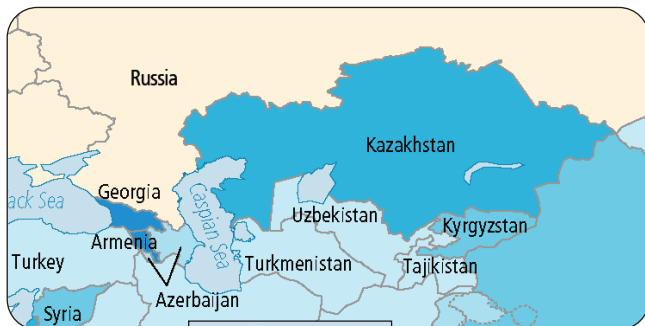 Russia
Kazakhstan
Georgia
ack Sea
Caspian Sea
Uzbekistan
Kyrgyzstan
Armenia
Turkey
Turkmenistan
Tajikistan
Azerbaijan
Syria